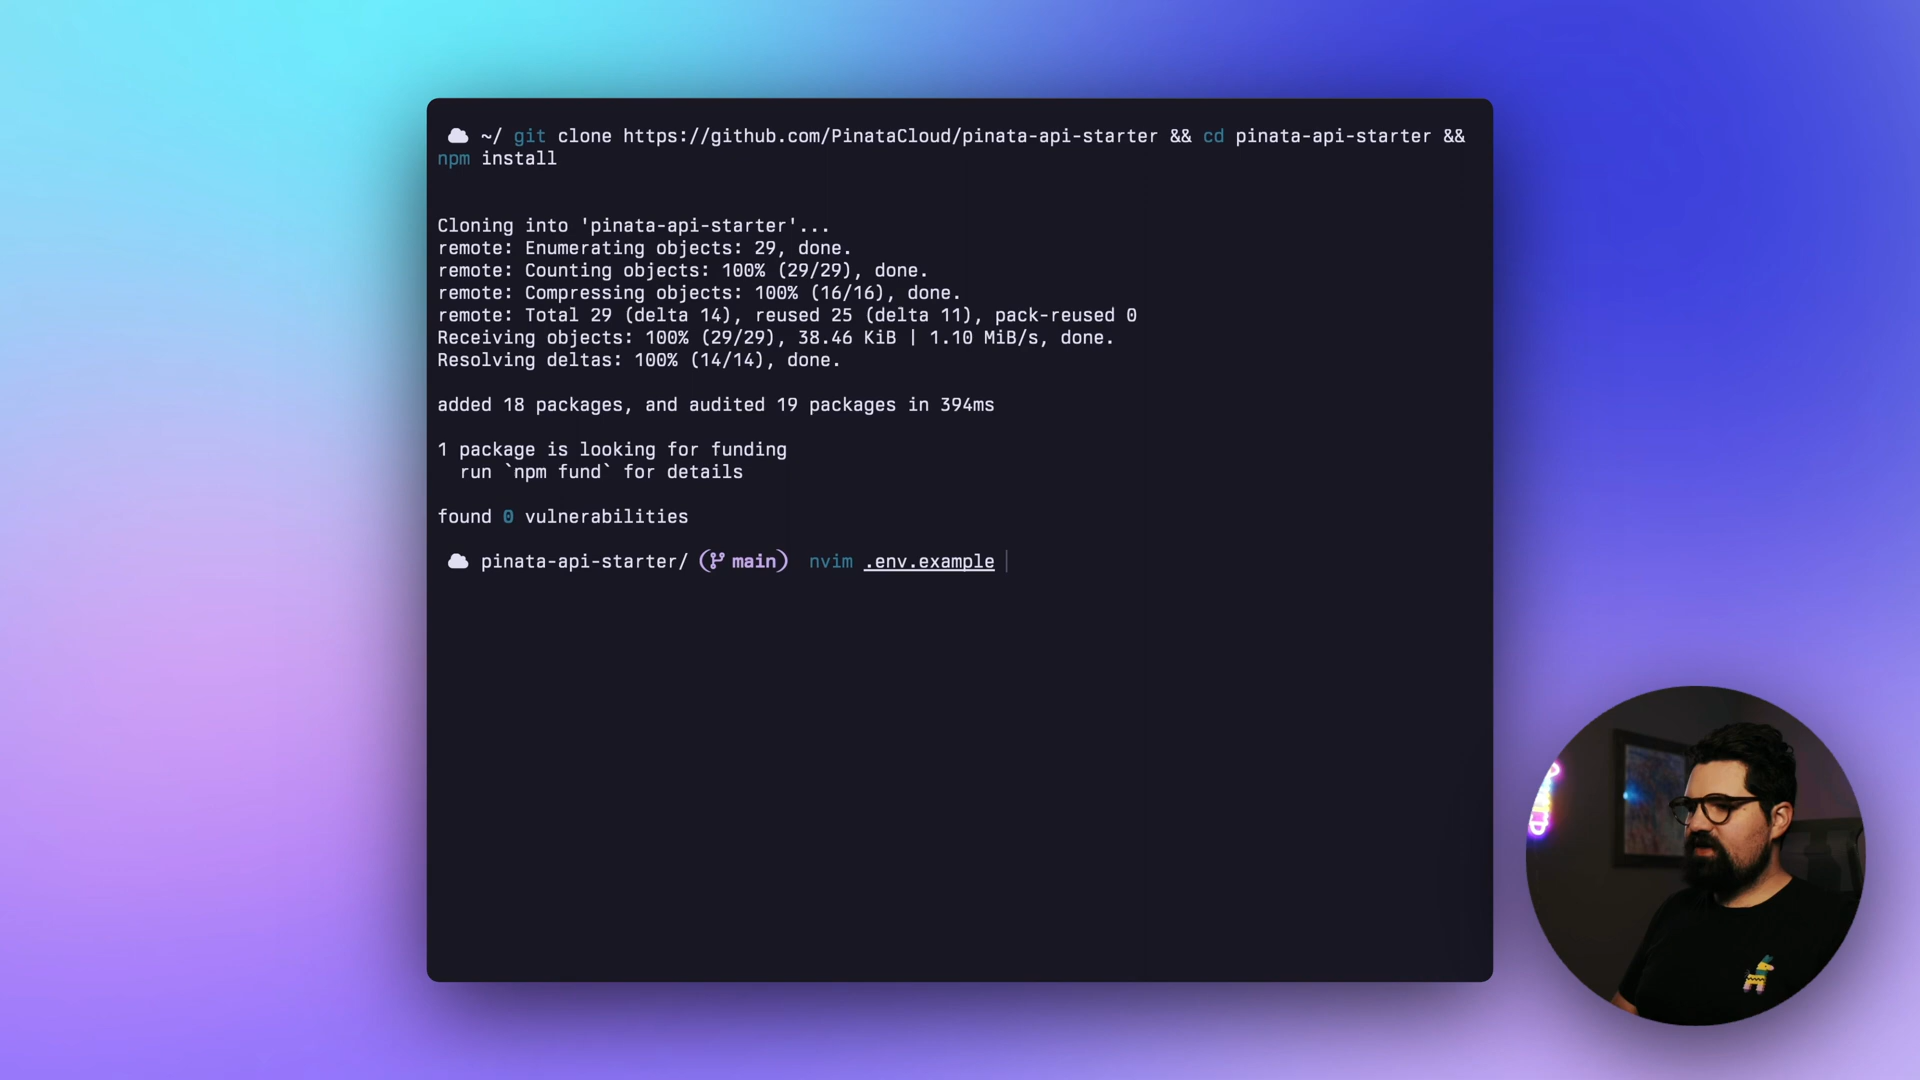 ~/ git clone https://github.com/PinataCloud/pinata-api-starter && cd pinata-api-starter &&
npm install
Cloning into 'pinata-api-starter'...
remote: Enumerating objects: 29, done.
remote: Counting objects: 100% (29/29), done.
remote: Compressing objects: 100% (16/16), done.
remote: Total 29 (delta 14), reused 25 (delta 11), pack-reused 0
Receiving objects: 100% (29/29), 38.46 KiB | 1.10 MiB/s, done.
Resolving deltas: 100% (14/14), done.
added 18 packages, and audited 19 packages in 394ms
1 package is looking for funding
run `npm fund` for details
found 0 vulnerabilities
pinata-api-starter/ (main) nvim .env.example